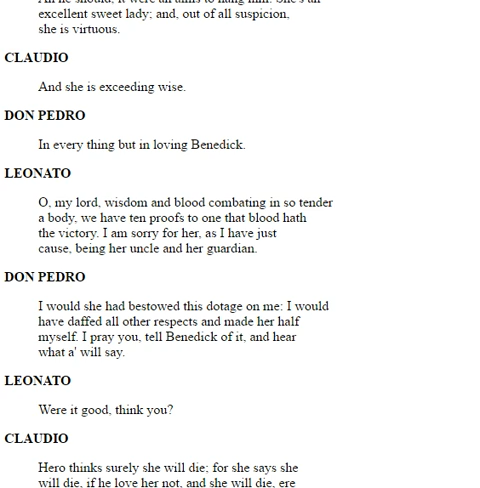 excellent sweet lady; and, out of all suspicion,
she is virtuous.
CLAUDIO
And she is exceeding wise.
DON PEDRO
In every thing but in loving Benedick.
LEONATO
O, my lord, wisdom and blood combating in so tender
a body, we have ten proofs to one that blood hath
the victory. I am sorry for her, as I have just
cause, being her uncle and her guardian.
DON PEDRO
I would she had bestowed this dotage on me: I would
have daffed all other respects and made her half
myself. I pray you, tell Benedick of it, and hear
what a' will say.
LEONATO
Were it good, think you?
CLAUDIO
Hero thinks surely she will die; for she says she
will die, if he love her not, and she will die, ere